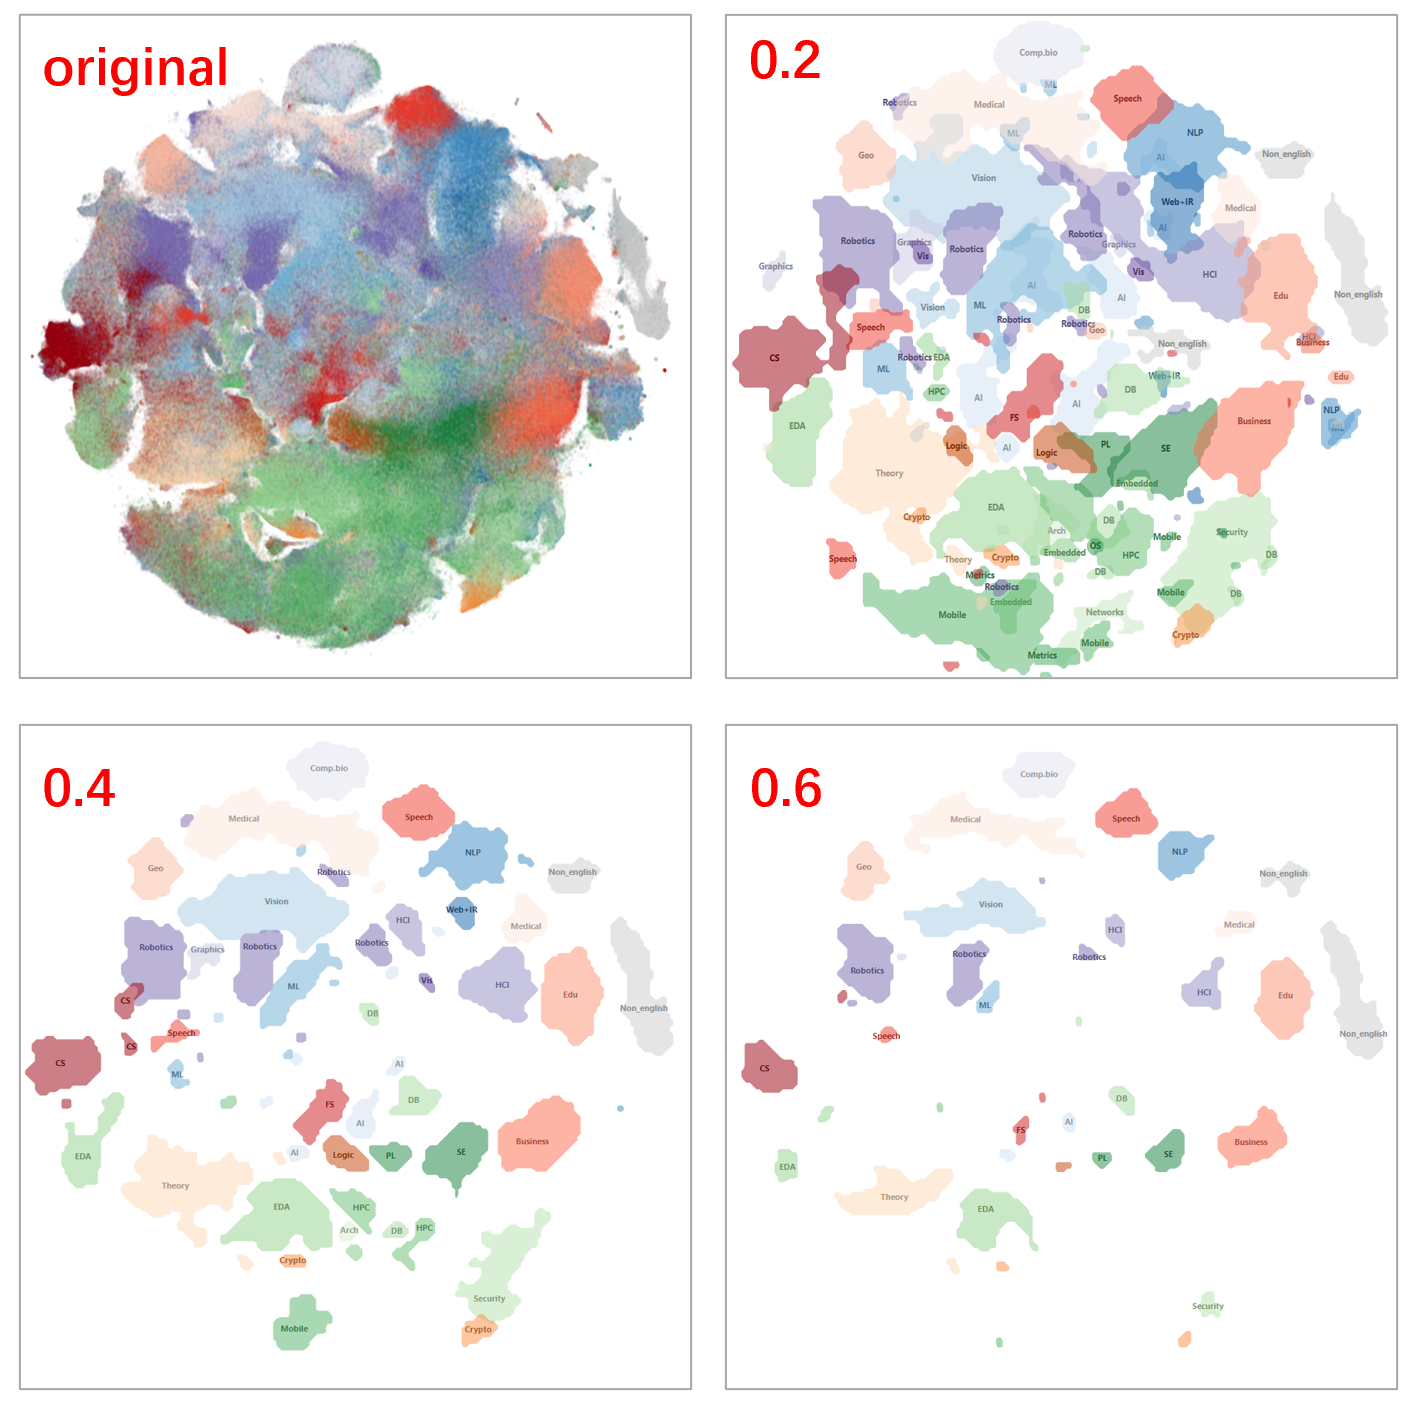 original
0.2
Comp.bio
ML
Robotics
Medical
Speech
ML
NLP
Geo
AI
Non_english
Vision
Web+IR
Medical
AI
Robotics
Graphics
Vis
Robotics
Robotics
Graphics
Graphics
Vis
HCI
AI
AI
Edu
Non_english
Vision
ML
DB
Robotics
Robotics
Geo
Speech
HCI
Business
Non_english
CS
Robotics
EDA
ML
Web+IR
Edu
HPC
DB
AI
AI
FS
NLP
ML
EDA
Business
Logic
AI
Logic
PL
SE
Theory
Embedded
EDA
Crypto
DB
Arch
Mobile
Security
OS
Embedded
HPC
DB
Speech
Theory
Crypto
DB
Metrics
Robotics
Embedded
Mobile
DB
Mobile
Networks
Crypto
Mobile
Metrics
0.4
Comp.bio
Medical
Speech
NLP
Geo
Robotics
Non_english
Vision
Web+IR
HCI
Medical
Robotics
Graphics
Robotics
Robotics
Vis
HCI
ML
Edu
CS
DB
Non_english
Speech
CS
CS
ML
AI
FS
DB
AI
Business
EDA
AI
Logic
PL
SE
Theory
EDA
HPC
Arch
DB
HPC
Crypto
Security
Mobile
Crypto
0.6
Comp.bio
Medical
Speech
NLP
Geo
Non_english
Vision
Medical
HCI
Robotics
Robotics
Robotics
ML
HCI
Edu
Speech
Non_english
CS
DB
FS
AI
Business
EDA
PL
SE
Theory
EDA
Security